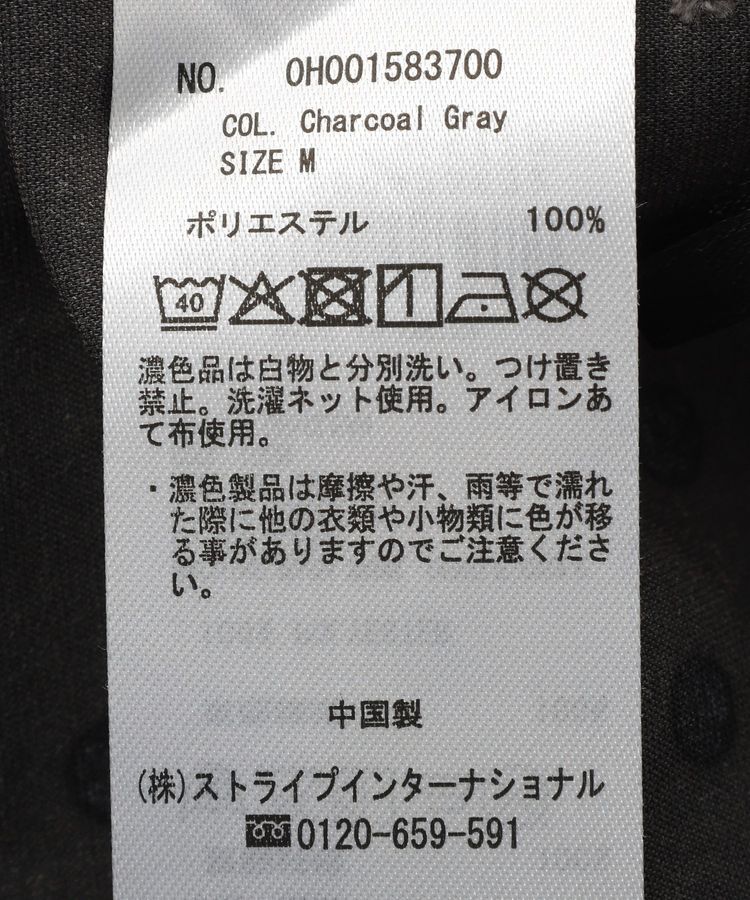 NO. OH001583700
COL. Charcoal Gray
SIZE M
ポリエステル 100%
40
濃色品は白物と分別洗い。つけ置き
禁止。洗濯ネット使用。アイロンあ
て布使用。
・濃色製品は摩擦や汗、雨等で濡れ
た際に他の衣類や小物類に色が移
る事がありますのでご注意くださ
い。
中国製
(株)ストライプインターナショナル
0120-659-591